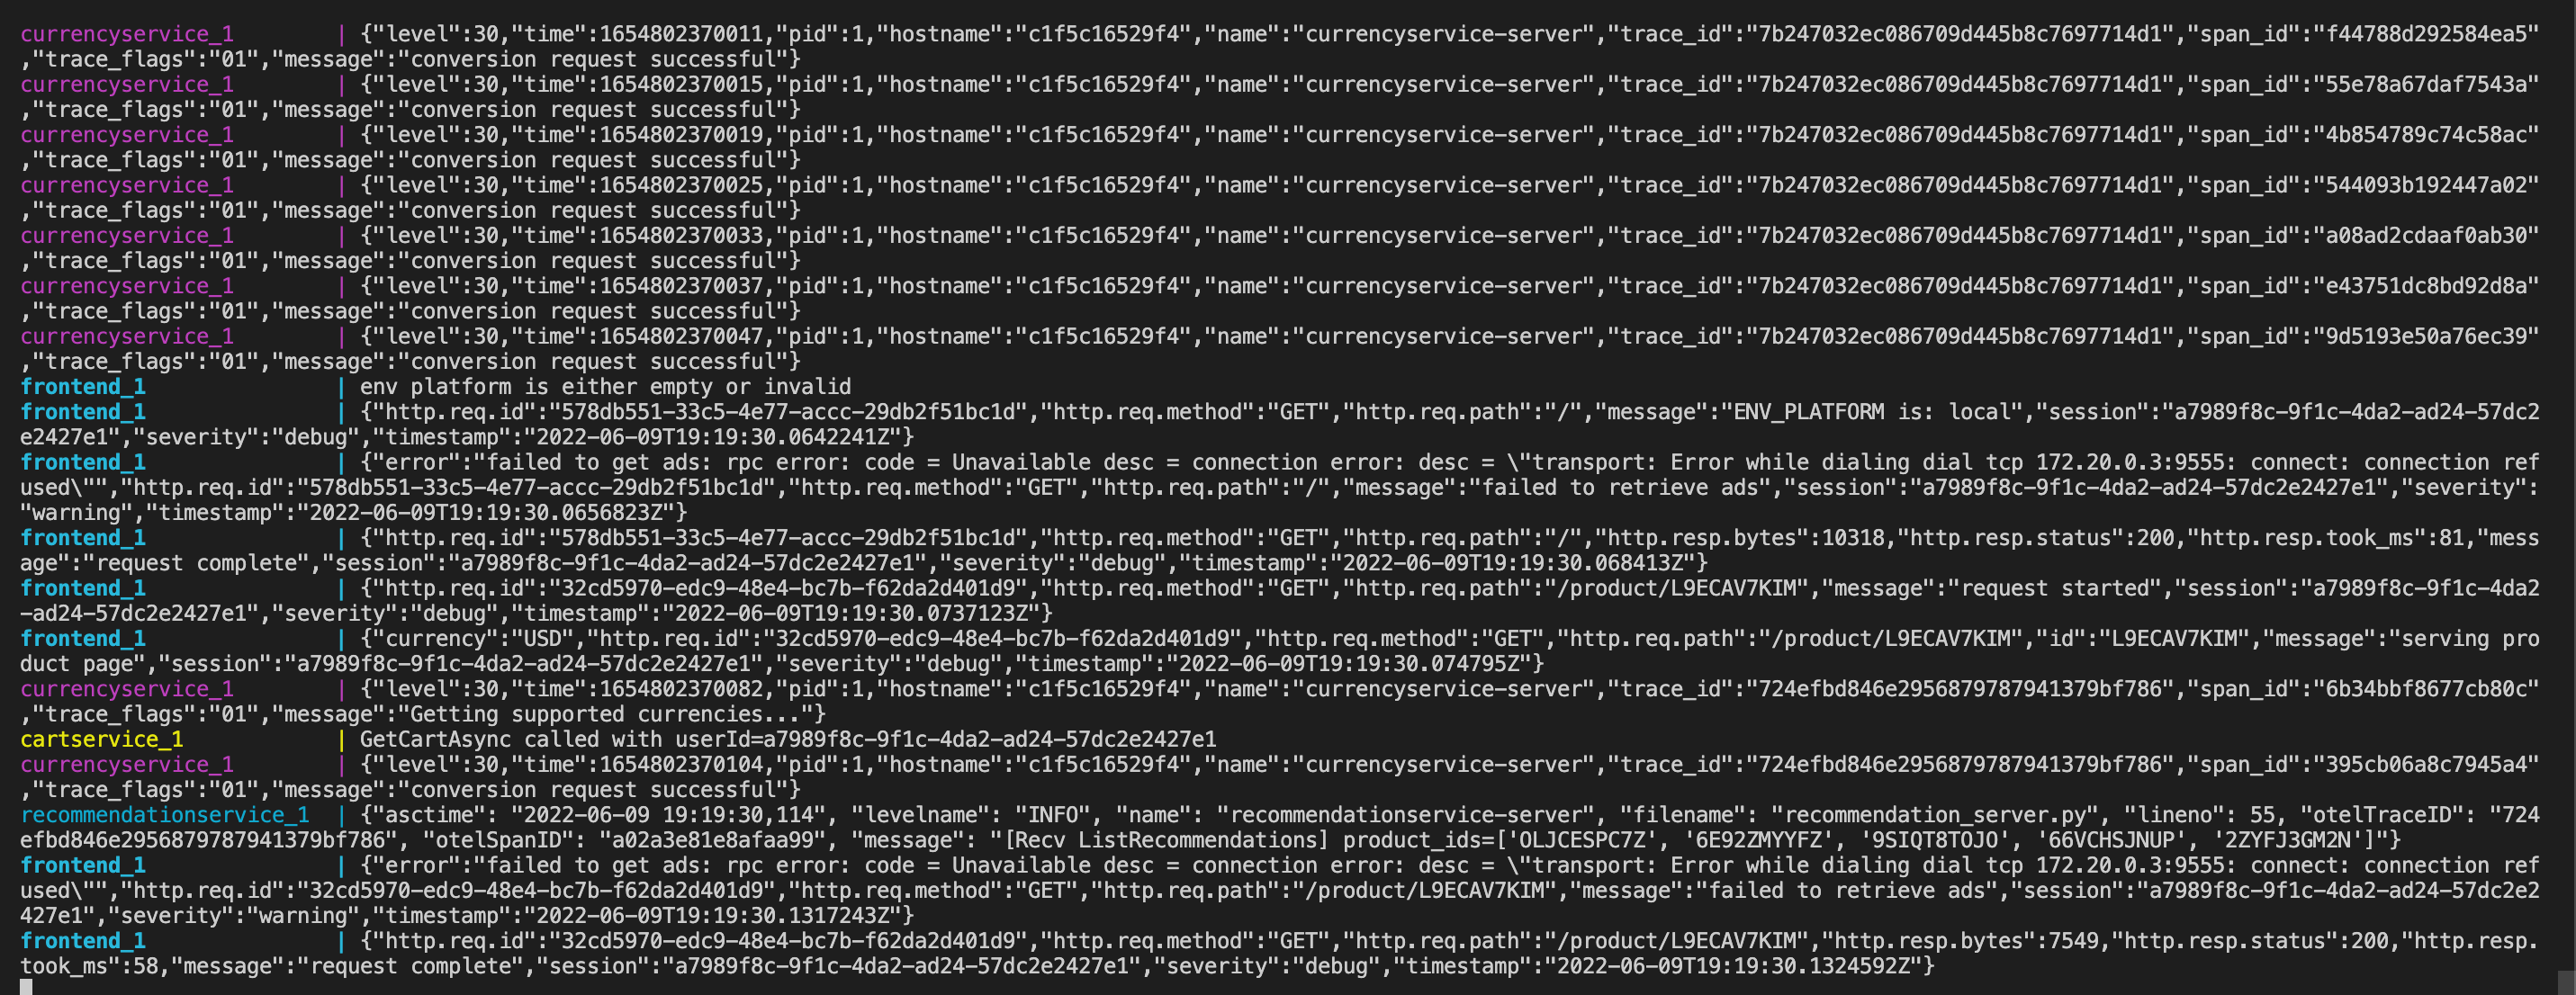 currencyservice_1        | {"level":30,"time":1654802370011,"pid":1,"hostname":"c1f5c16529f4","name":"currencyservice-server","trace_id":"7b247032ec086709d445b8c7697714d1","span_id":"f44788d292584ea5"
,"trace_flags":"01","message":"conversion request successful"}
currencyservice_1        | {"level":30,"time":1654802370015,"pid":1,"hostname":"c1f5c16529f4","name":"currencyservice-server","trace_id":"7b247032ec086709d445b8c7697714d1","span_id":"55e78a67daf7543a"
,"trace_flags":"01","message":"conversion request successful"}
currencyservice_1        | {"level":30,"time":1654802370019,"pid":1,"hostname":"c1f5c16529f4","name":"currencyservice-server","trace_id":"7b247032ec086709d445b8c7697714d1","span_id":"4b854789c74c58ac"
,"trace_flags":"01","message":"conversion request successful"}
currencyservice_1        | {"level":30,"time":1654802370025,"pid":1,"hostname":"c1f5c16529f4","name":"currencyservice-server","trace_id":"7b247032ec086709d445b8c7697714d1","span_id":"544093b192447a02"
,"trace_flags":"01","message":"conversion request successful"}
currencyservice_1        | {"level":30,"time":1654802370033,"pid":1,"hostname":"c1f5c16529f4","name":"currencyservice-server","trace_id":"7b247032ec086709d445b8c7697714d1","span_id":"a08ad2cdaaf0ab30"
,"trace_flags":"01","message":"conversion request successful"}
currencyservice_1        | {"level":30,"time":1654802370037,"pid":1,"hostname":"c1f5c16529f4","name":"currencyservice-server","trace_id":"7b247032ec086709d445b8c7697714d1","span_id":"e43751dc8bd92d8a"
,"trace_flags":"01","message":"conversion request successful"}
currencyservice_1        | {"level":30,"time":1654802370047,"pid":1,"hostname":"c1f5c16529f4","name":"currencyservice-server","trace_id":"7b247032ec086709d445b8c7697714d1","span_id":"9d5193e50a76ec39"
,"trace_flags":"01","message":"conversion request successful"}
frontend_1               | env platform is either empty or invalid
frontend_1               | {"http.req.id":"578db551-33c5-4e77-accc-29db2f51bc1d","http.req.method":"GET","http.req.path":"/","message":"ENV_PLATFORM is: local","session":"a7989f8c-9f1c-4da2-ad24-57dc2
e2427e1","severity":"debug","timestamp":"2022-06-09T19:19:30.0642241Z"}
frontend_1               | {"error":"failed to get ads: rpc error: code = Unavailable desc = connection error: desc = \"transport: Error while dialing dial tcp 172.20.0.3:9555: connect: connection ref
used\"","http.req.id":"578db551-33c5-4e77-accc-29db2f51bc1d","http.req.method":"GET","http.req.path":"/","message":"failed to retrieve ads","session":"a7989f8c-9f1c-4da2-ad24-57dc2e2427e1","severity":
"warning","timestamp":"2022-06-09T19:19:30.0656823Z"}
frontend_1               | {"http.req.id":"578db551-33c5-4e77-accc-29db2f51bc1d","http.req.method":"GET","http.req.path":"/","http.resp.bytes":10318,"http.resp.status":200,"http.resp.took_ms":81,"mess
age":"request complete","session":"a7989f8c-9f1c-4da2-ad24-57dc2e2427e1","severity":"debug","timestamp":"2022-06-09T19:19:30.068413Z"}
frontend_1               | {"http.req.id":"32cd5970-edc9-48e4-bc7b-f62da2d401d9","http.req.method":"GET","http.req.path":"/product/L9ECAV7KIM","message":"request started","session":"a7989f8c-9f1c-4da2
-ad24-57dc2e2427e1","severity":"debug","timestamp":"2022-06-09T19:19:30.0737123Z"}
frontend_1               | {"currency":"USD","http.req.id":"32cd5970-edc9-48e4-bc7b-f62da2d401d9","http.req.method":"GET","http.req.path":"/product/L9ECAV7KIM","id":"L9ECAV7KIM","message":"serving pro
duct page","session":"a7989f8c-9f1c-4da2-ad24-57dc2e2427e1","severity":"debug","timestamp":"2022-06-09T19:19:30.074795Z"}
currencyservice_1        | {"level":30,"time":1654802370082,"pid":1,"hostname":"c1f5c16529f4","name":"currencyservice-server","trace_id":"724efbd846e2956879787941379bf786","span_id":"6b34bbf8677cb80c"
,"trace_flags":"01","message":"Getting supported currencies..."}
cartservice_1            | GetCartAsync called with userId=a7989f8c-9f1c-4da2-ad24-57dc2e2427e1
currencyservice_1        | {"level":30,"time":1654802370104,"pid":1,"hostname":"c1f5c16529f4","name":"currencyservice-server","trace_id":"724efbd846e2956879787941379bf786","span_id":"395cb06a8c7945a4"
,"trace_flags":"01","message":"conversion request successful"}
recommendationservice_1  | {"asctime": "2022-06-09 19:19:30,114", "levelname": "INFO", "name": "recommendationservice-server", "filename": "recommendation_server.py", "lineno": 55, "otelTraceID": "724
efbd846e2956879787941379bf786", "otelSpanID": "a02a3e81e8afaa99", "message": "[Recv ListRecommendations] product_ids=['OLJCESPC7Z', '6E92ZMYYFZ', '9SIQT8TOJO', '66VCHSJNUP', '2ZYFJ3GM2N']"}
frontend_1               | {"error":"failed to get ads: rpc error: code = Unavailable desc = connection error: desc = \"transport: Error while dialing dial tcp 172.20.0.3:9555: connect: connection ref
used\"","http.req.id":"32cd5970-edc9-48e4-bc7b-f62da2d401d9","http.req.method":"GET","http.req.path":"/product/L9ECAV7KIM","message":"failed to retrieve ads","session":"a7989f8c-9f1c-4da2-ad24-57dc2e2
427e1","severity":"warning","timestamp":"2022-06-09T19:19:30.1317243Z"}
frontend_1               | {"http.req.id":"32cd5970-edc9-48e4-bc7b-f62da2d401d9","http.req.method":"GET","http.req.path":"/product/L9ECAV7KIM","http.resp.bytes":7549,"http.resp.status":200,"http.resp.
took_ms":58,"message":"request complete","session":"a7989f8c-9f1c-4da2-ad24-57dc2e2427e1","severity":"debug","timestamp":"2022-06-09T19:19:30.1324592Z"}